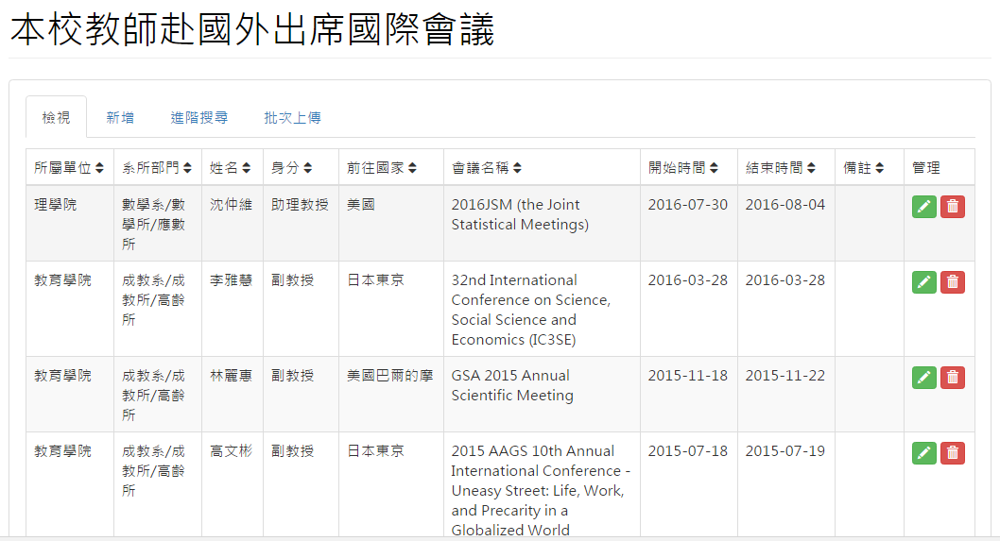 本校教師赴國外出席國際會議
檢視 新增 進階搜尋 批次上傳
所屬單位 系所部門 姓名 身分 前往國家 會議名稱 開始時間 結束時間 備註 管理
理學院 數學系/數 沈仲維 助理教授 美國 2016JSM (the Joint 2016-07-30 2016-08-04
學所/應數 Statistical Meetings)
所
教育學院 成教系/成 李雅慧 副教授 日本東京 32nd International 2016-03-28 2016-03-28
教所/高齡 Conference on Science,
所 Social Science and
Economics (IC3SE)
教育學院 成教系/成 林麗惠 副教授 美國巴爾的摩 GSA 2015 Annual 2015-11-18 2015-11-22
教所/高齡 Scientific Meeting
所
教育學院 成教系/成 高文彬 副教授 日本東京 2015 AAGS 10th Annual 2015-07-18 2015-07-19
教所/高齡 International Conference -
所 Uneasy Street: Life, Work,
and Precarity in a
Globalized World